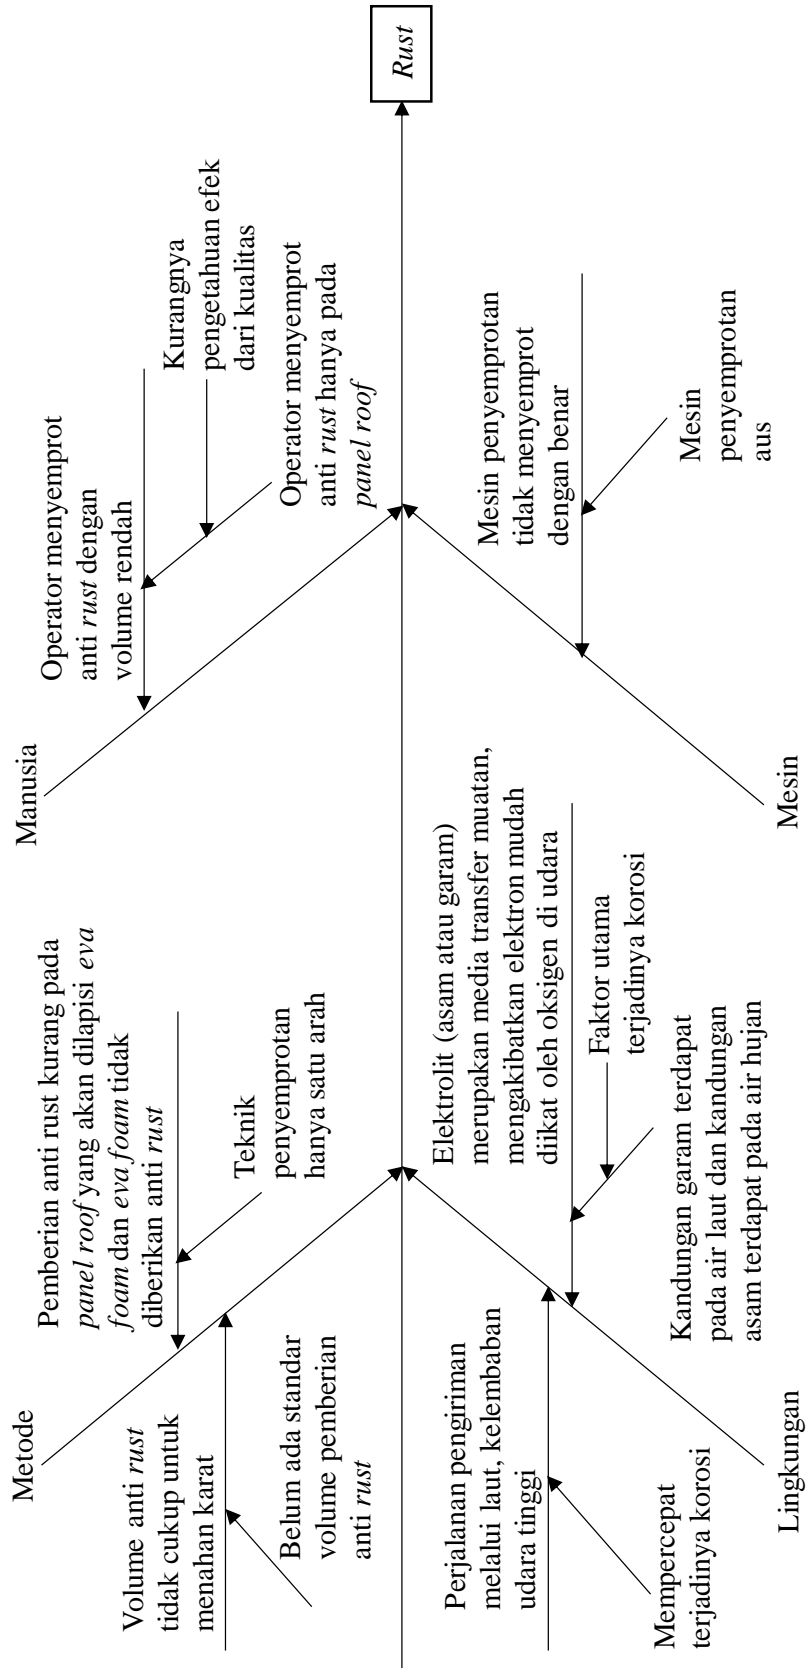 Metode
Pemberian anti rust kurang pada
panel roof yang akan dilapisi eva
foam dan eva foam tidak
diberikan anti rust
Teknik
penyemprotan
hanya satu arah
Volume anti rust
tidak cukup untuk
menahan karat
Belum ada standar
volume pemberian
anti rust
Manusia
Operator menyemprot
anti rust dengan
volume rendah
Kurangnya
pengetahuan efek
dari kualitas
Operator menyemprot
anti rust hanya pada
panel roof
Rust
Perjalanan pengiriman
melalui laut, kelembaban
udara tinggi
Mempercepat
terjadinya korosi
Lingkungan
Elektrolit (asam atau garam)
merupakan media transfer muatan,
mengakibatkan elektron mudah
diikat oleh oksigen di udara
Faktor utama
terjadinya korosi
Kandungan garam terdapat
pada air laut dan kandungan
asam terdapat pada air hujan
Mesin penyemprotan
tidak menyemprot
dengan benar
Mesin
penyemprotan
aus
Mesin